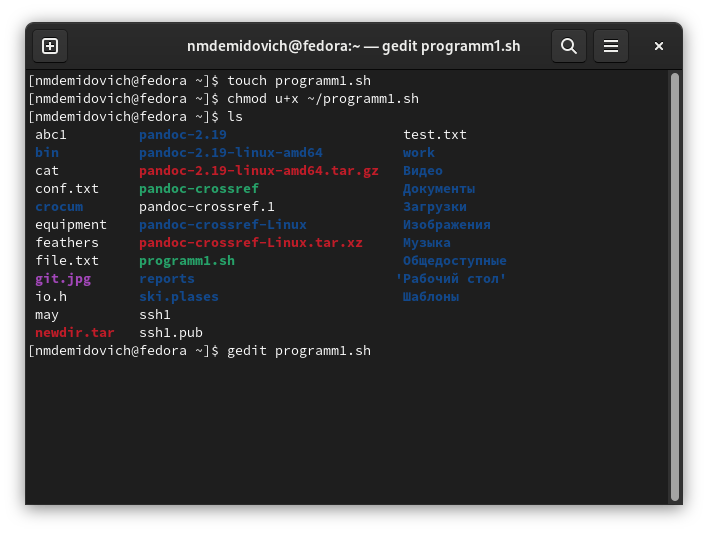 nmdemidovich@fedora:~ — gedit programm1.sh
[nmdemidovich@fedora ~]$ touch programm1.sh
[nmdemidovich@fedora ~]$ chmod u+x ~/programm1.sh
[nmdemidovich@fedora ~]$ ls
abc1 pandoc-2.19 test.txt
bin pandoc-2.19-linux-amd64 work
cat pandoc-2.19-linux-amd64.tar.gz Видео
conf.txt pandoc-crossref Документы
crocum pandoc-crossref.1 Загрузки
equipment pandoc-crossref-Linux Изображения
feathers pandoc-crossref-Linux.tar.xz Музыка
file.txt programm1.sh Общедоступные
git.jpg reports 'Рабочий стол'
io.h ski.plases Шаблоны
may ssh1
newdir.tar ssh1.pub
[nmdemidovich@fedora ~]$ gedit programm1.sh